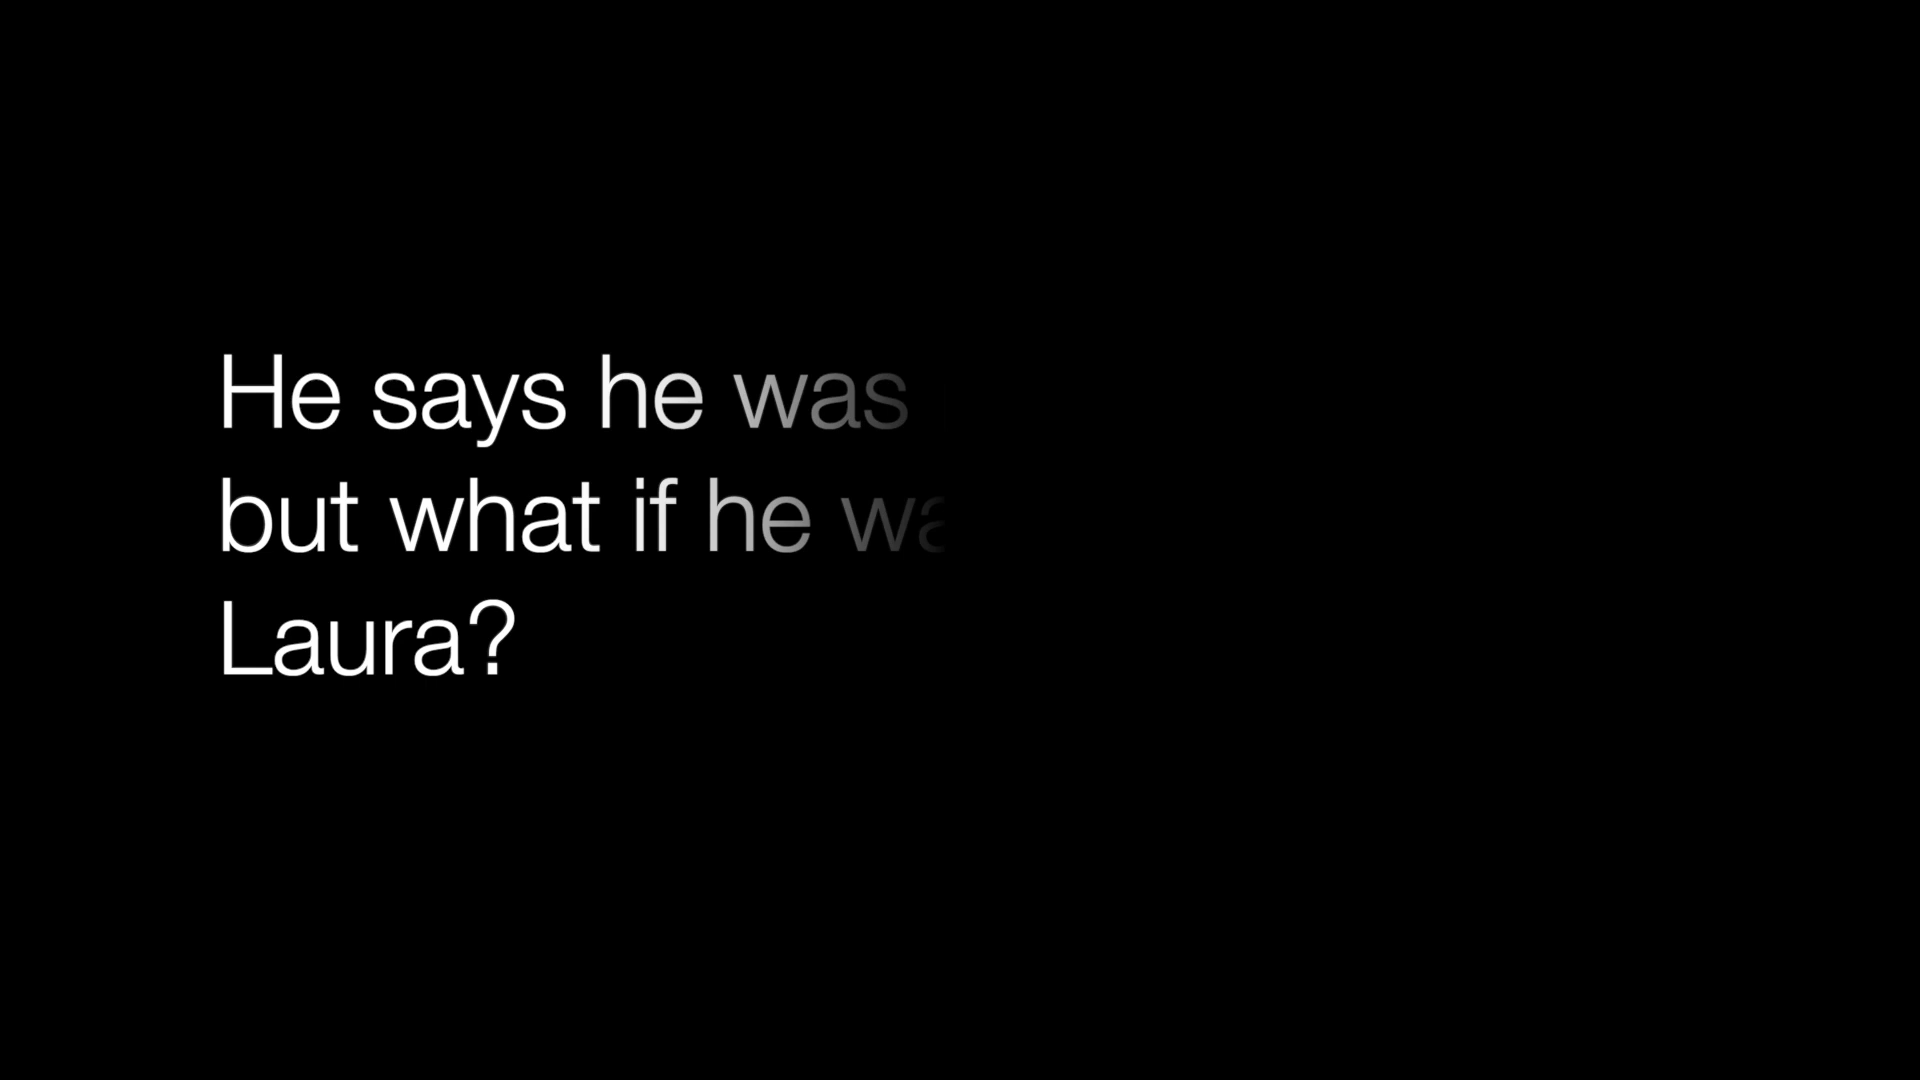 He says he was
but what if he
Laura?